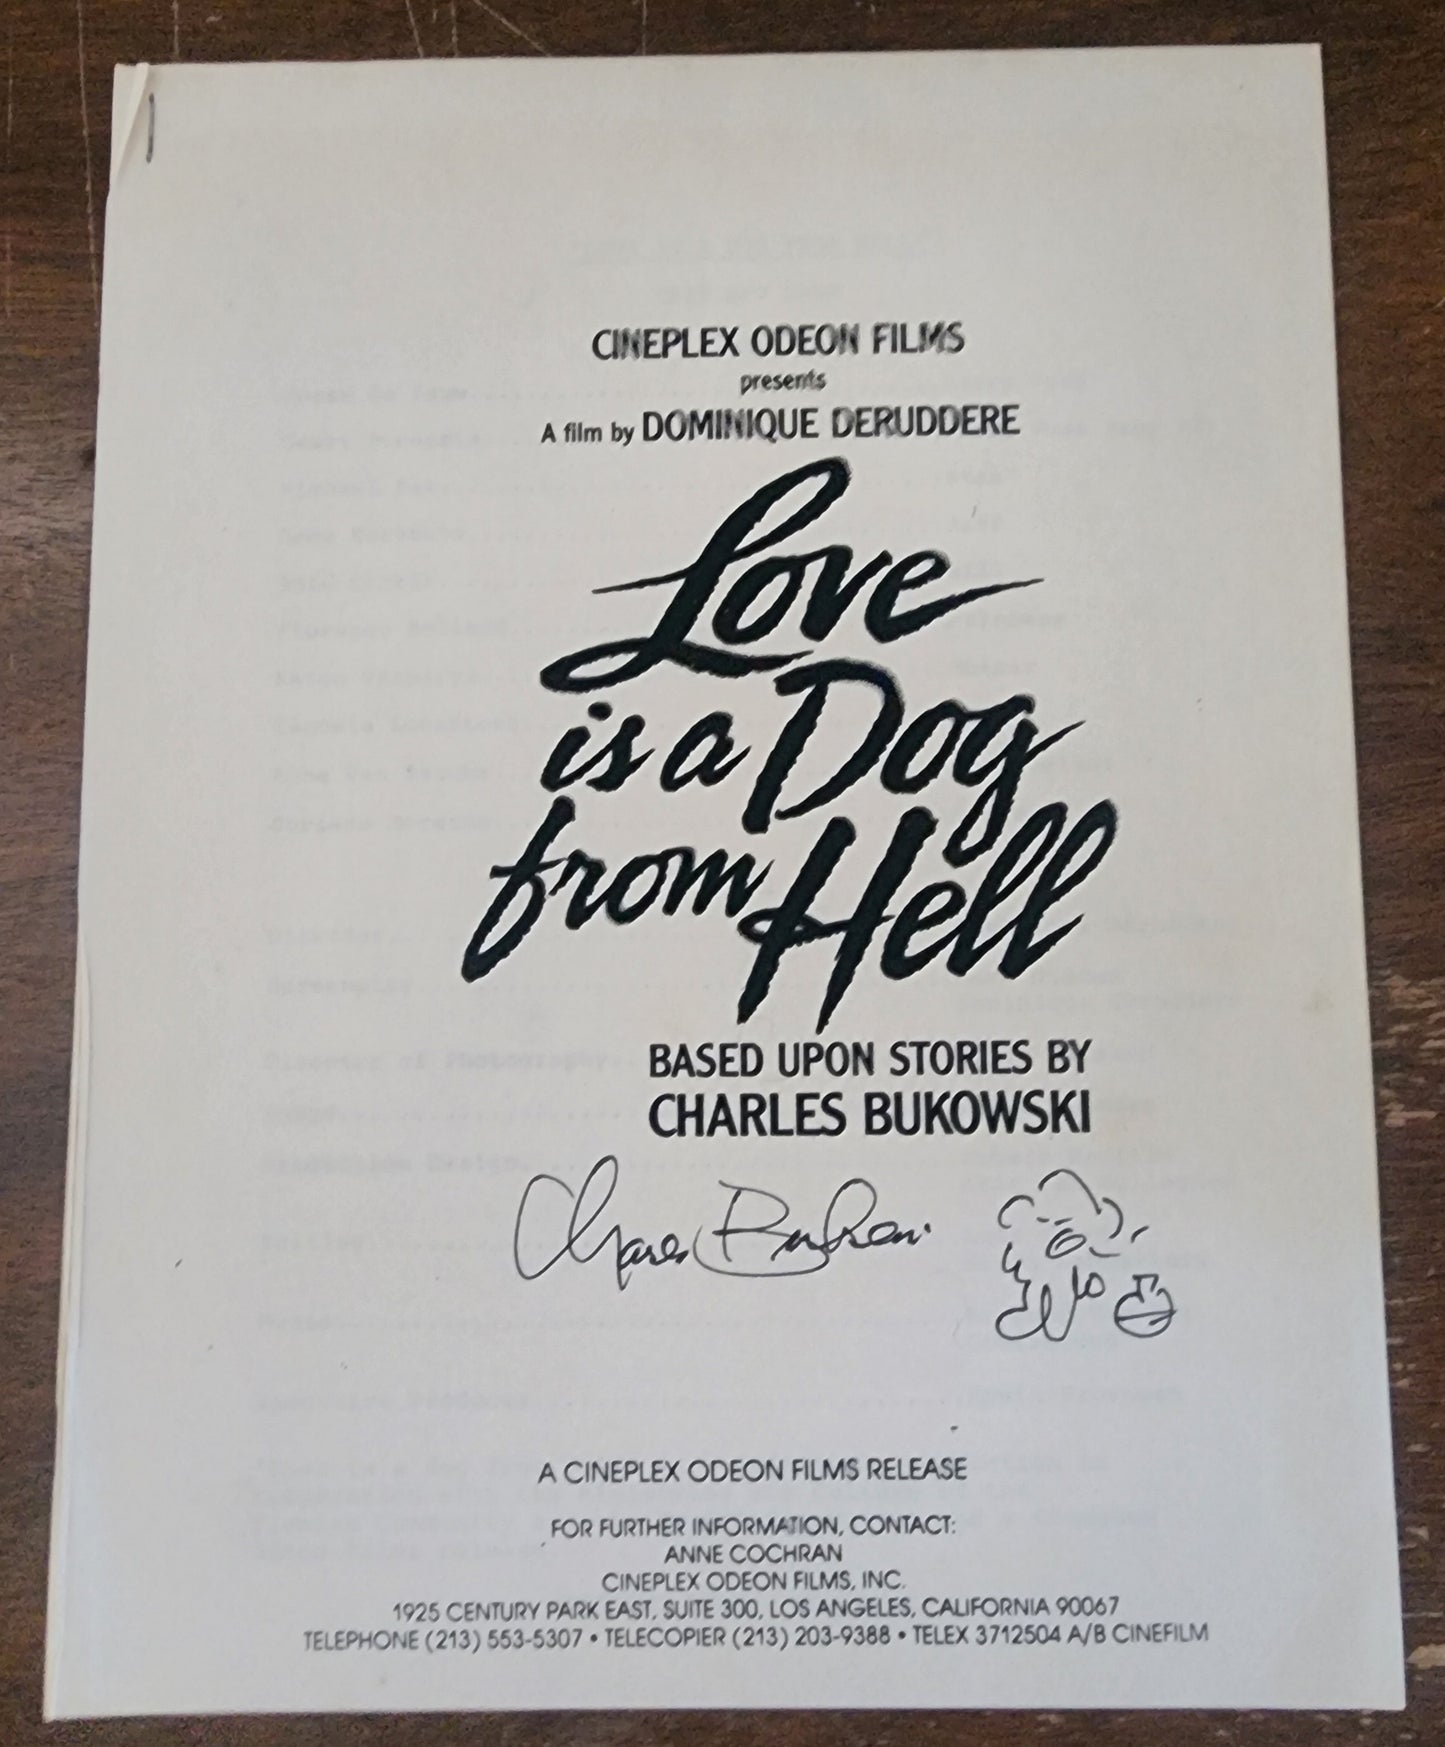 CINEPLEX ODEON FILMS
presents
A film by DOMINIQUE DERUDDERE
Love
is a Dog
from Hell
BASED UPON STORIES BY
CHARLES BUKOWSKI
Charles Bukowski
A CINEPLEX ODEON FILMS RELEASE
FOR FURTHER INFORMATION, CONTACT:
ANNE COCHRAN
CINEPLEX ODEON FILMS, INC.
1925 CENTURY PARK EAST, SUITE 300, LOS ANGELES, CALIFORNIA 90067
TELEPHONE (213) 553-5307 • TELECOPIER (213) 203-9388 • TELEX 3712504 A/B CINEFILM